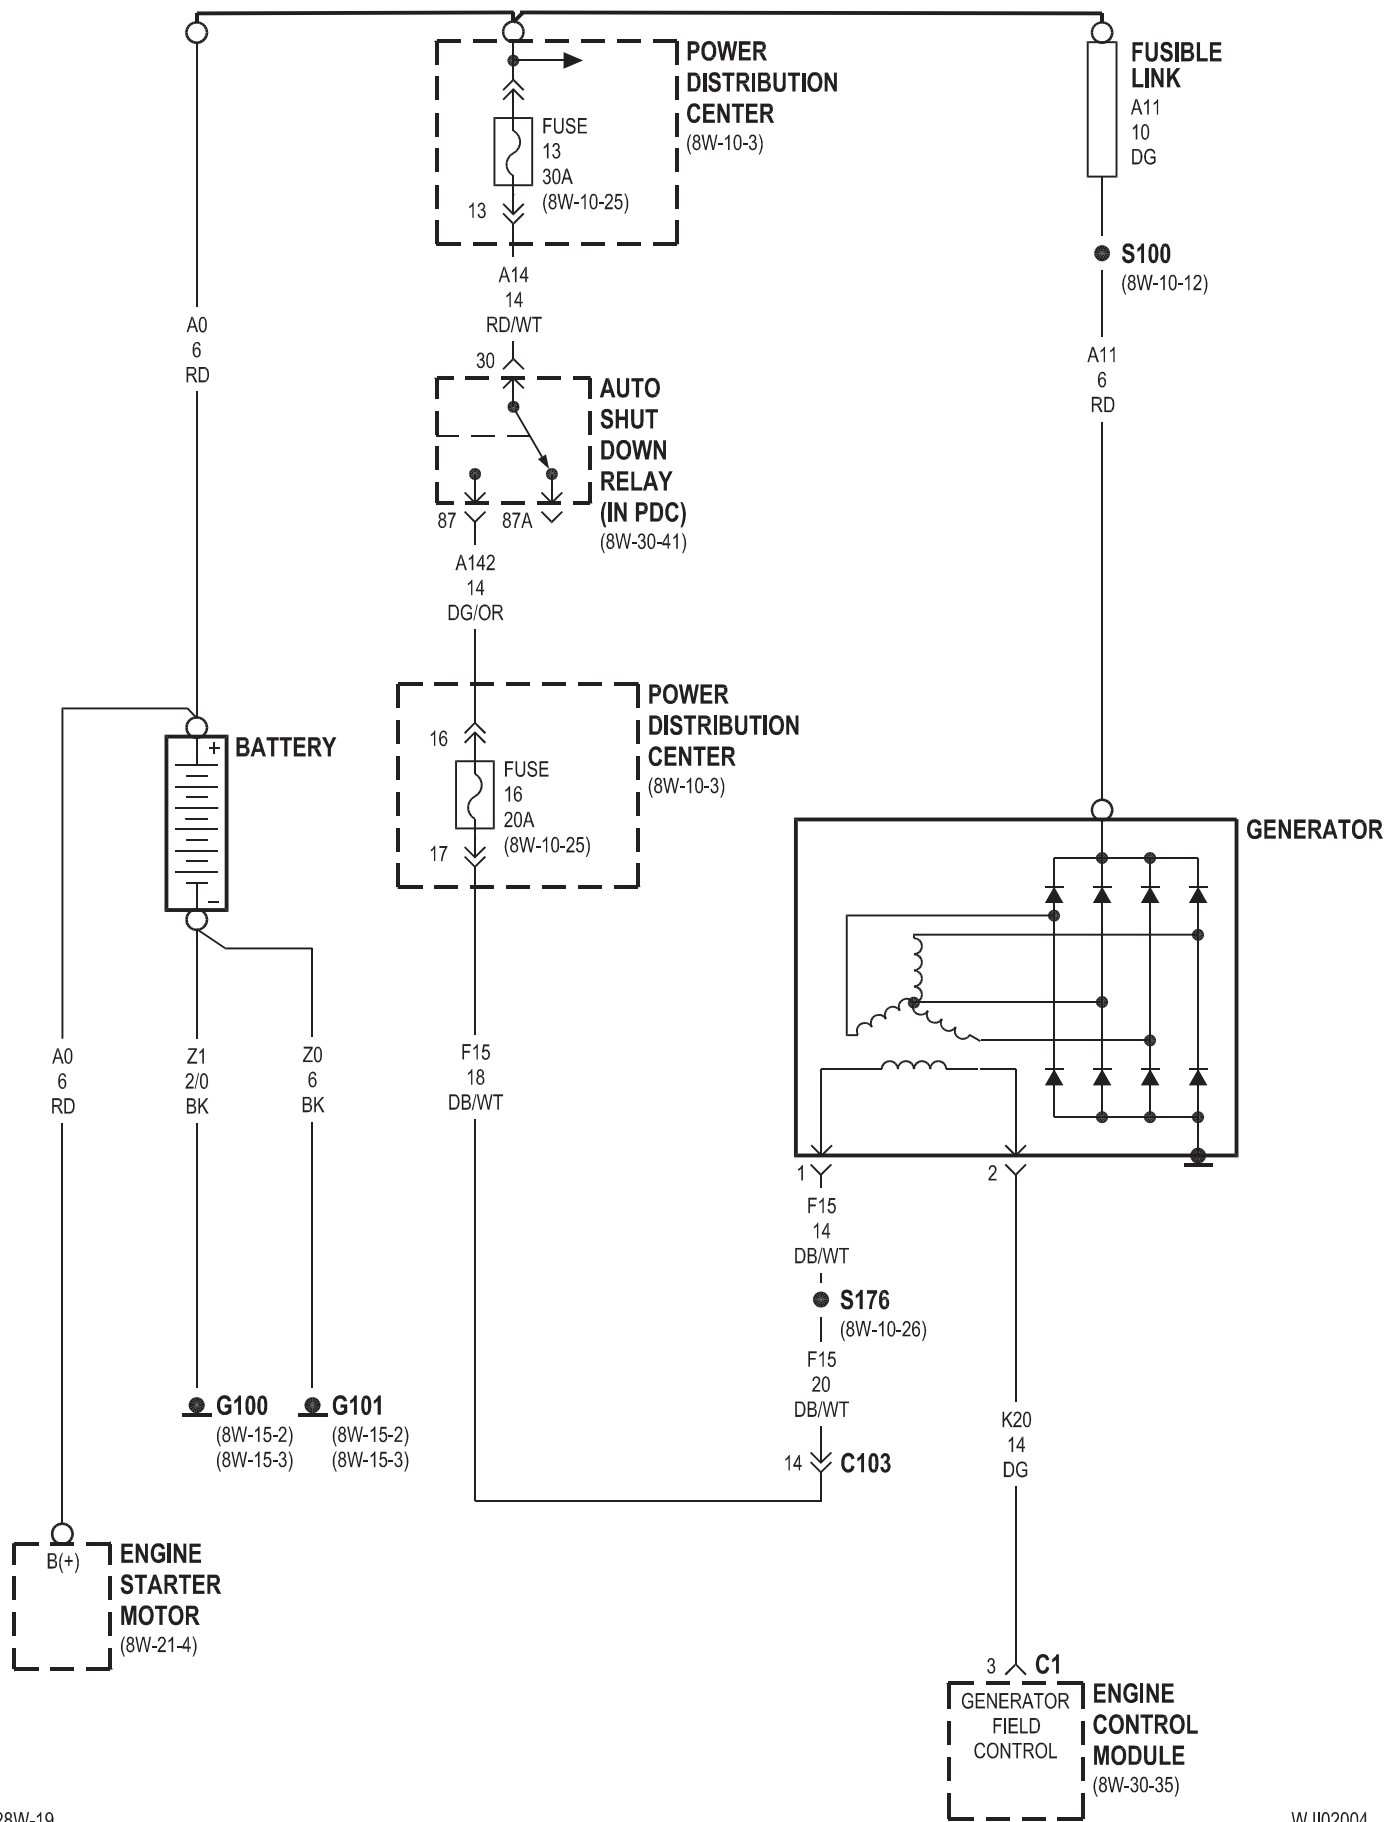 POWER
DISTRIBUTION
CENTER
(8W-10-3)
FUSE
13
30A
(8W-10-25)
13
FUSIBLE
LINK
A11
10
DG
S100
(8W-10-12)
A14
14
RD/WT
A0
6
RD
A11
6
RD
30
AUTO
SHUT
DOWN
RELAY
(IN PDC)
(8W-30-41)
87
87A
A142
14
DG/OR
POWER
DISTRIBUTION
CENTER
(8W-10-3)
16
FUSE
16
20A
(8W-10-25)
17
+
BATTERY
–
GENERATOR
A0
6
RD
Z1
2/0
BK
Z0
6
BK
F15
18
DB/WT
1
2
F15
14
DB/WT
S176
(8W-10-26)
F15
20
DB/WT
14
C103
K20
14
DG
G100
(8W-15-2)
(8W-15-3)
G101
(8W-15-2)
(8W-15-3)
B(+)
ENGINE
STARTER
MOTOR
(8W-21-4)
3
C1
GENERATOR
FIELD
CONTROL
ENGINE
CONTROL
MODULE
(8W-30-35)
28W-19